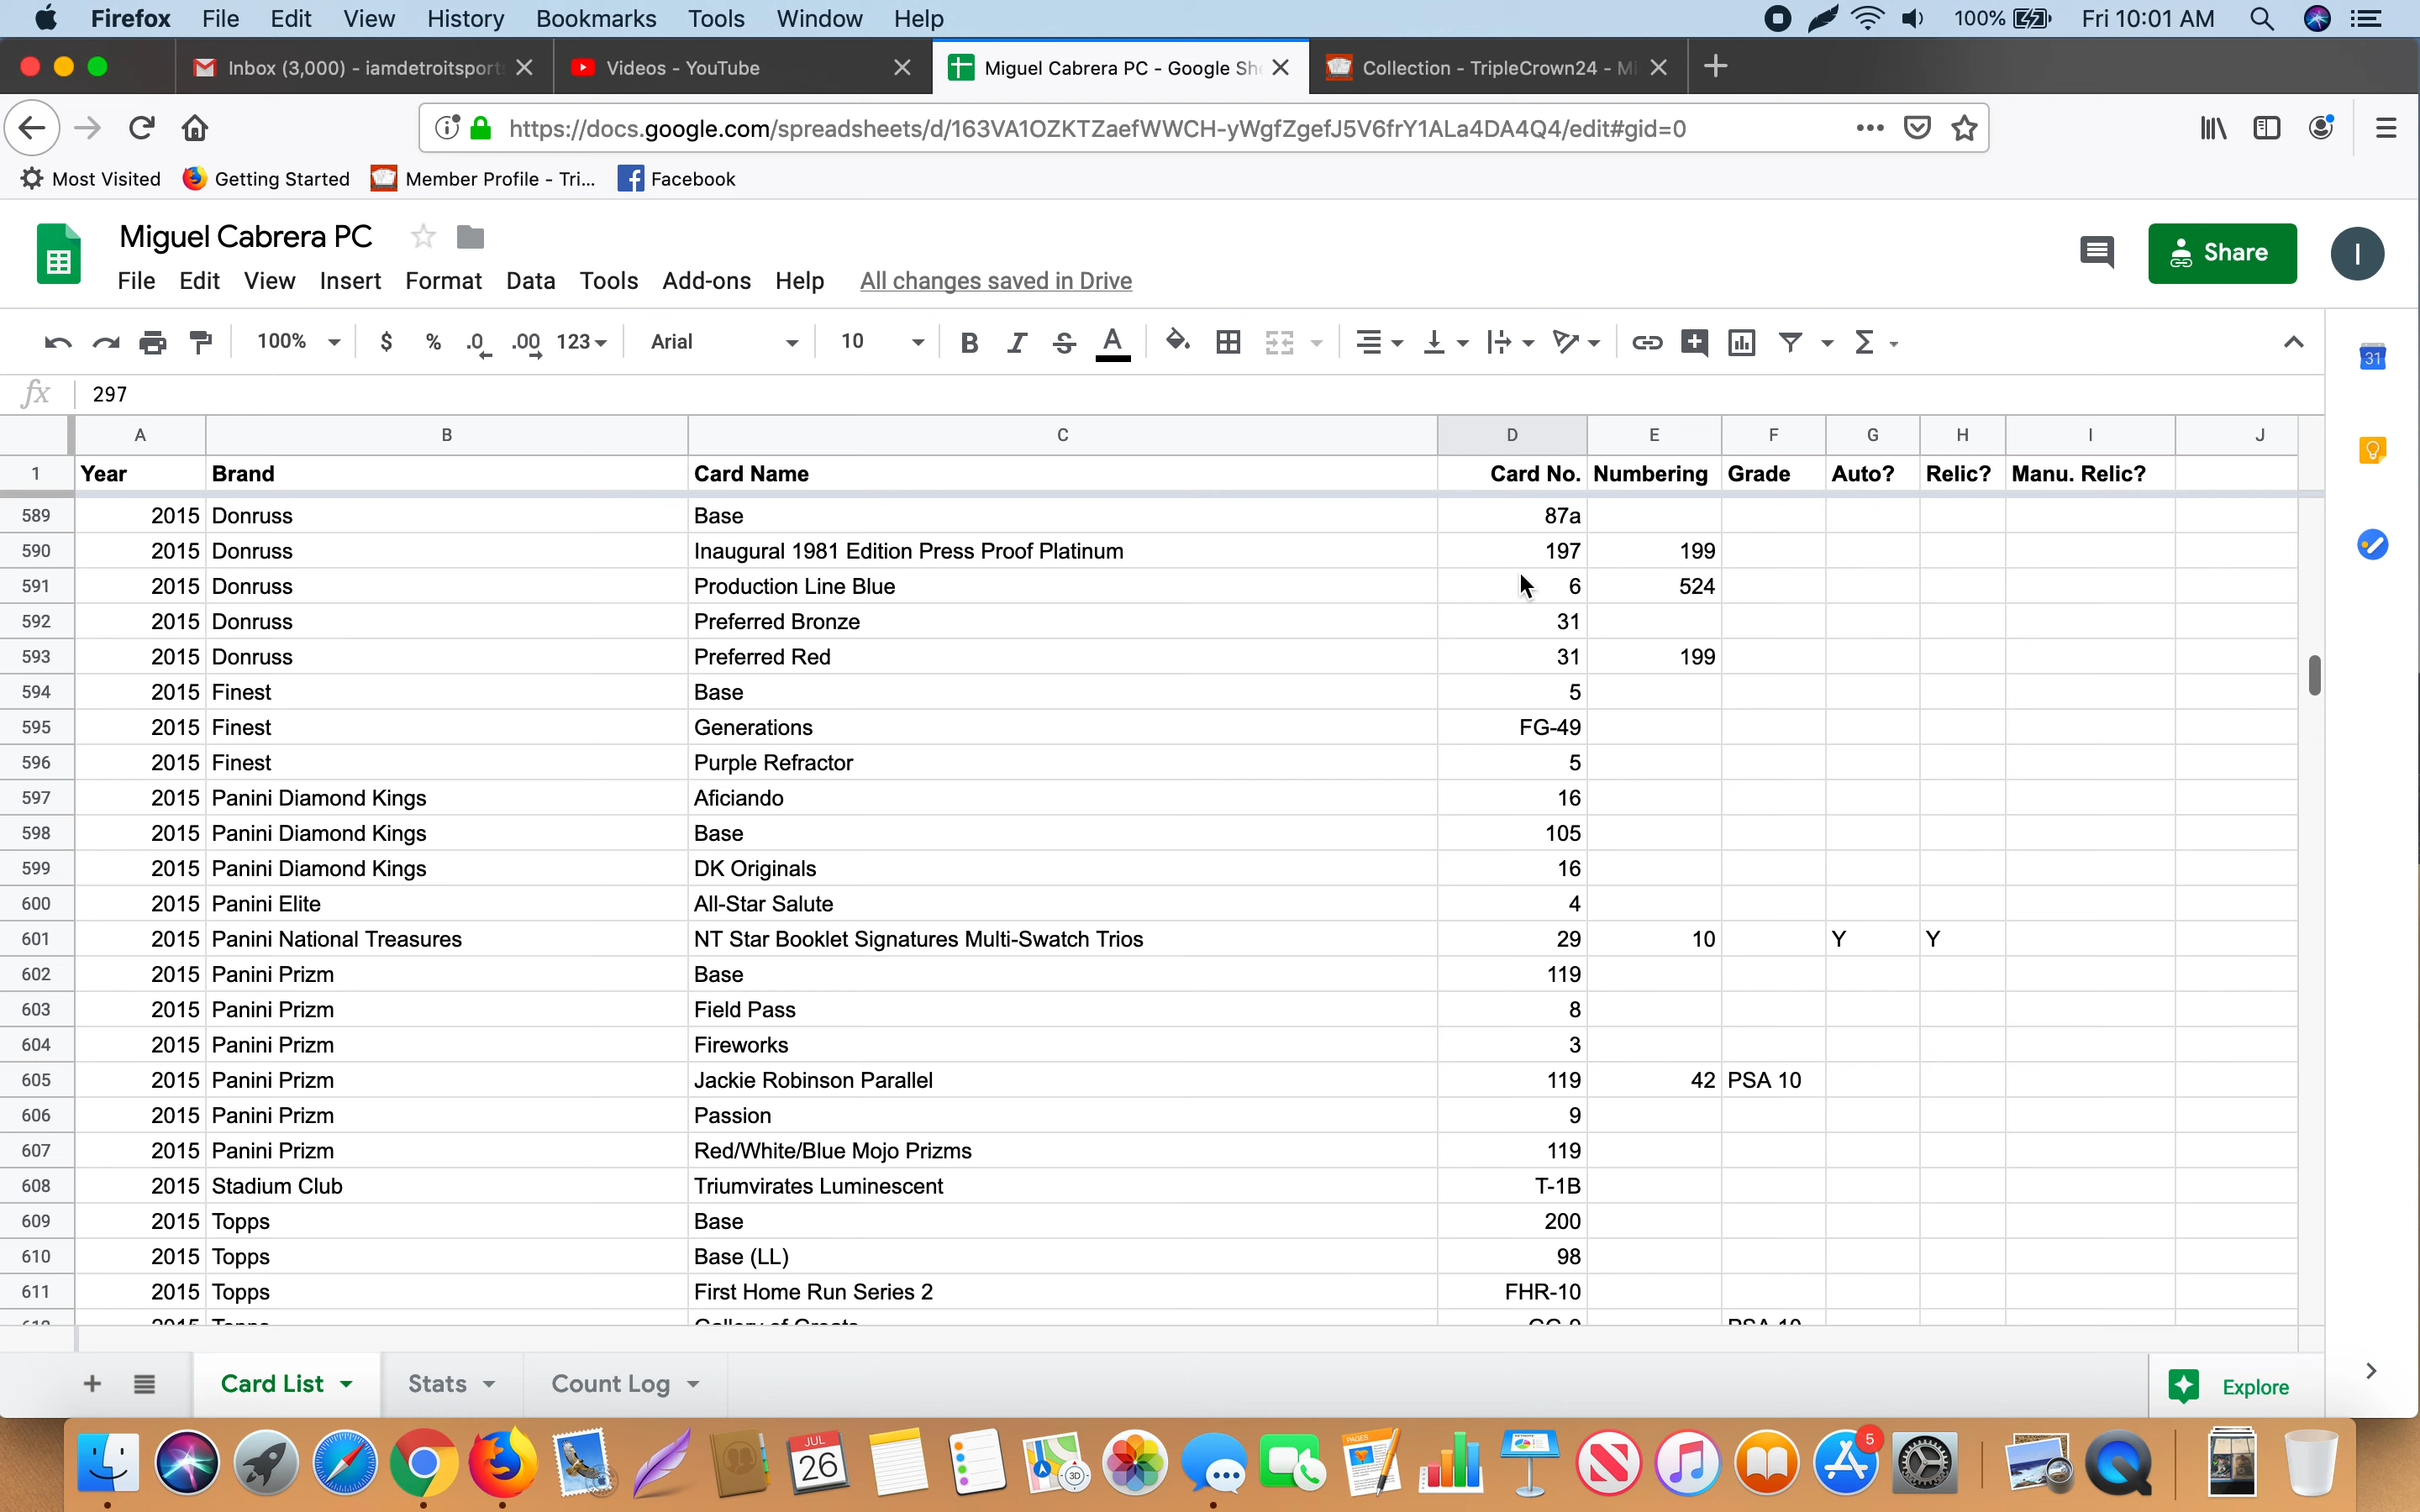 Firefox File Edit View History Bookmarks Tools Window Help 100% Fri 10:01 AM
Inbox (3,000) - iamdetroitsport Videos - YouTube Miguel Cabrera PC - Google Sh Collection - TripleCrown24 - Mi
https://docs.google.com/spreadsheets/d/163VA1OZKTZaefWWCH-yWgfZgefJ5V6frY1ALa4DA4Q4/edit#gid=0
Most Visited Getting Started Member Profile - Tri... Facebook
Miguel Cabrera PC
Share I
File Edit View Insert Format Data Tools Add-ons Help All changes saved in Drive
100% $ % .0 .00 123 Arial 10 B I S A
31
fx 297
A B C D E F G H I J
1 Year Brand Card Name Card No. Numbering Grade Auto? Relic? Manu. Relic?
589 2015 Donruss Base 87a
590 2015 Donruss Inaugural 1981 Edition Press Proof Platinum 197 199
591 2015 Donruss Production Line Blue 6 524
592 2015 Donruss Preferred Bronze 31
593 2015 Donruss Preferred Red 31 199
594 2015 Finest Base 5
595 2015 Finest Generations FG-49
596 2015 Finest Purple Refractor 5
597 2015 Panini Diamond Kings Aficiando 16
598 2015 Panini Diamond Kings Base 105
599 2015 Panini Diamond Kings DK Originals 16
600 2015 Panini Elite All-Star Salute 4
601 2015 Panini National Treasures NT Star Booklet Signatures Multi-Swatch Trios 29 10 Y Y
602 2015 Panini Prizm Base 119
603 2015 Panini Prizm Field Pass 8
604 2015 Panini Prizm Fireworks 3
605 2015 Panini Prizm Jackie Robinson Parallel 119 42 PSA 10
606 2015 Panini Prizm Passion 9
607 2015 Panini Prizm Red/White/Blue Mojo Prizms 119
608 2015 Stadium Club Triumvirates Luminescent T-1B
609 2015 Topps Base 200
610 2015 Topps Base (LL) 98
611 2015 Topps First Home Run Series 2 FHR-10
612 2015 Topps Gallery of Greats GG-9 PSA 10
Card List Stats Count Log Explore
JUL 26 PAGES 3D 5